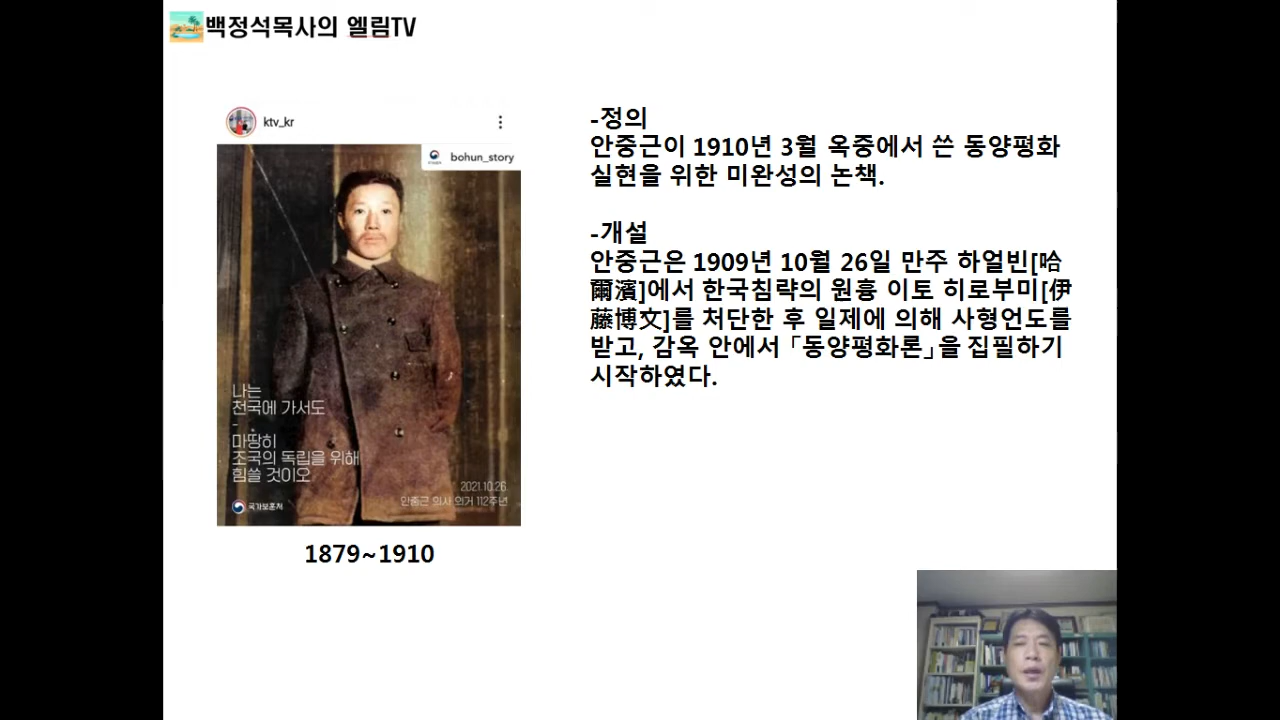 백정석목사의 엘림TV
ktv_kr
bohun_story
나는
천국에 가서도
-
마땅히
조국의 독립을 위해
힘쓸 것이오
2021.10.26
안중근 의사 의거 112주년
국가보훈처
1879~1910
-정의
안중근이 1910년 3월 옥중에서 쓴 동양평화
실현을 위한 미완성의 논책.
-개설
안중근은 1909년 10월 26일 만주 하얼빈[哈
爾濱]에서 한국침략의 원흉 이토 히로부미[伊
藤博文]를 처단한 후 일제에 의해 사형언도를
받고, 감옥 안에서 「동양평화론」을 집필하기
시작하였다.